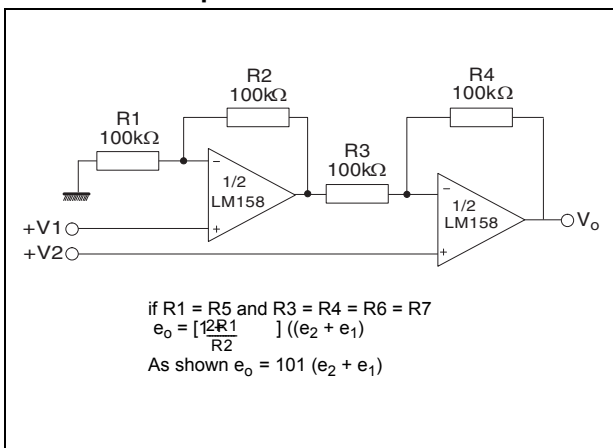 R2
100kΩ
R4
100kΩ
R1
100kΩ
R3
100kΩ
1/2
LM158
1/2
LM158
+V1
+V2
Vo
if R1 = R5 and R3 = R4 = R6 = R7
eo = [1 + 2R1
R2
] ((e2 + e1)
As shown eo = 101 (e2 + e1)